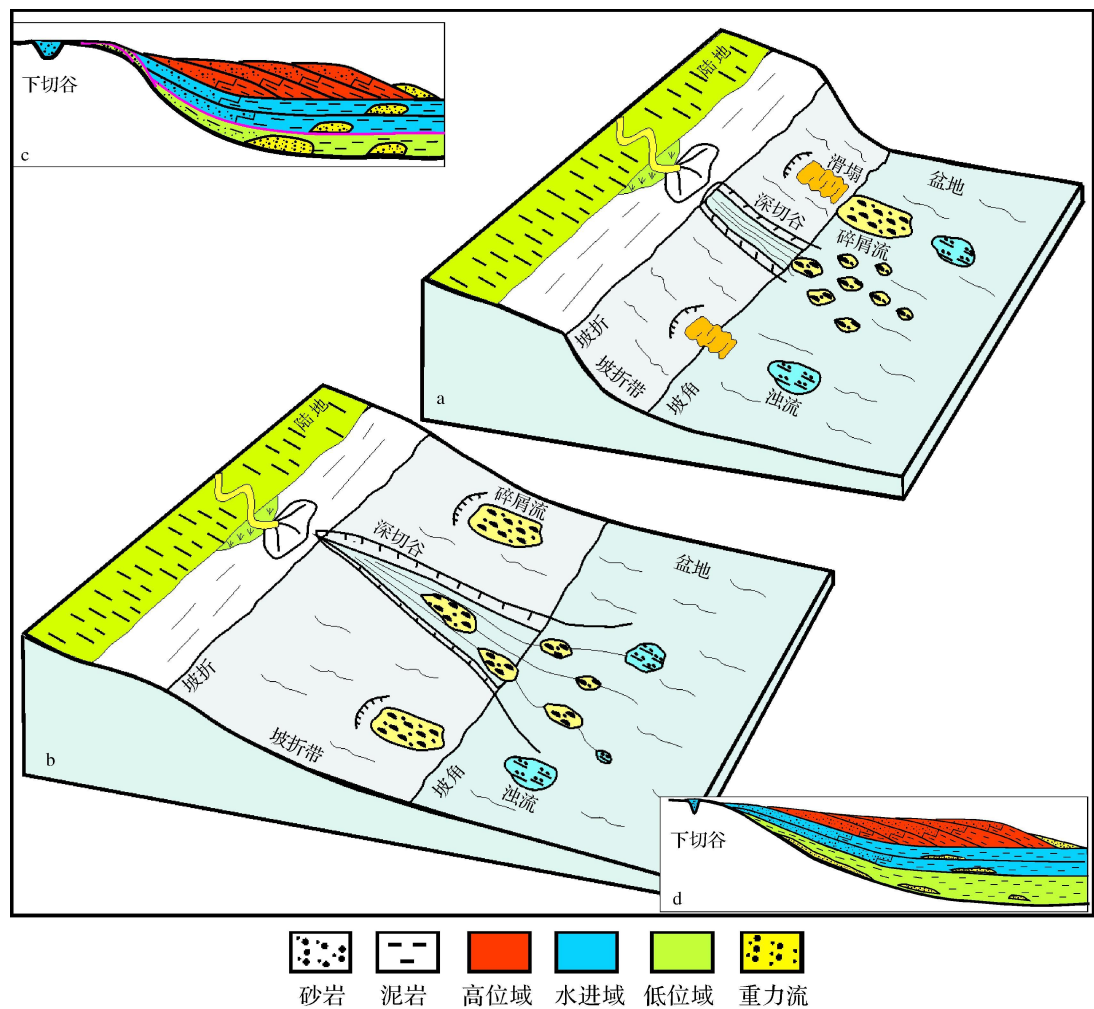 下切谷
c
陆地
滑塌
盆地
深切谷
碎屑流
坡折
坡折带
坡角
浊流
a
陆地
碎屑流
深切谷
盆地
坡折
坡折带
坡角
浊流
b
下切谷
d
砂岩
泥岩
高位域
水进域
低位域
重力流